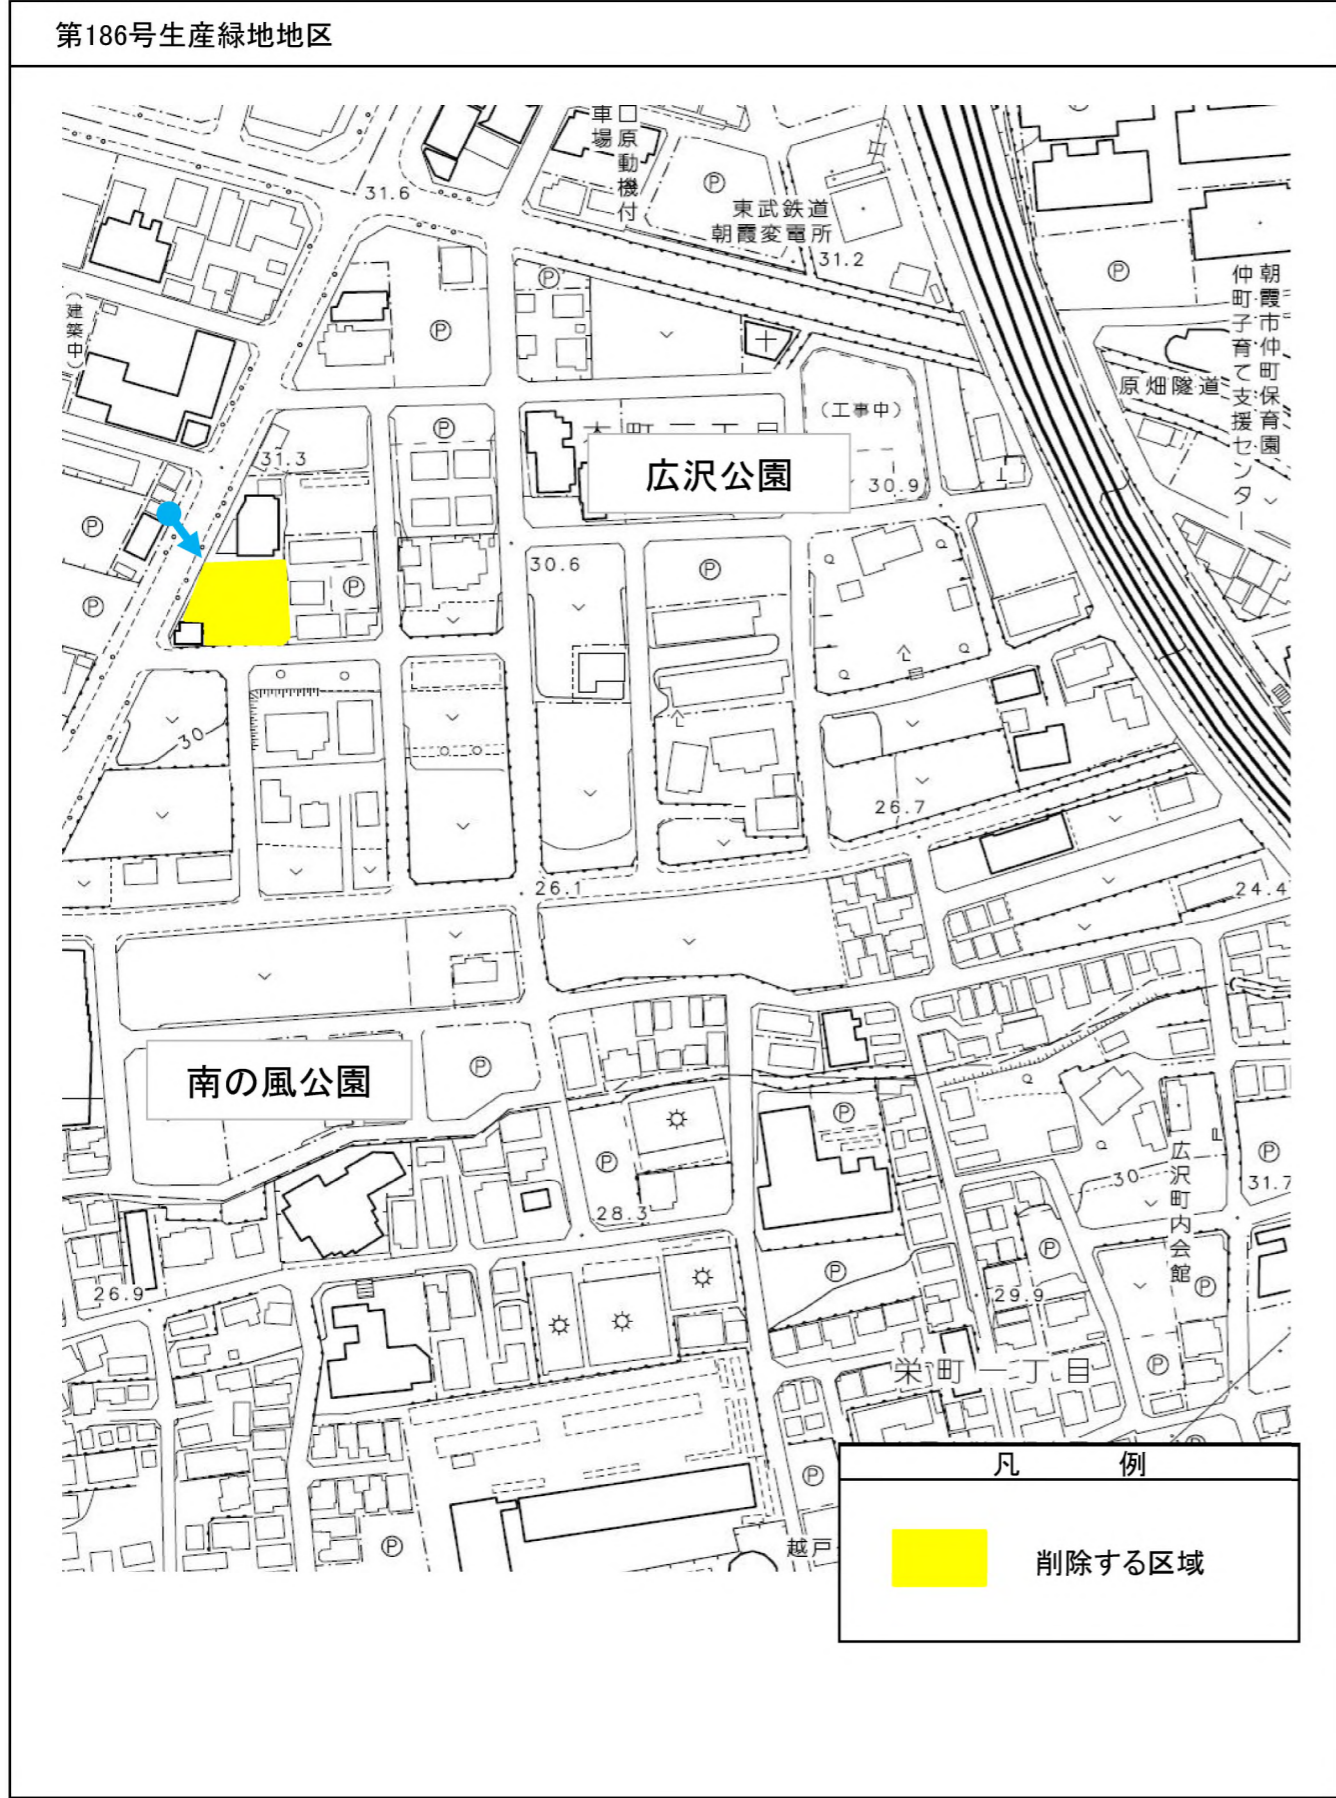 第186号生産緑地地区
口原動機付
車場
31.6
Ⓟ
東武鉄道
朝霞変電所
31.2
Ⓟ
Ⓟ
Ⓟ
朝霞市仲町保育園
仲町子育て支援センター
(建築中)
原畑隧道
(工事中)
Ⓟ
広沢公園
31.3
30.9
Ⓟ
30.6
Ⓟ
Ⓟ
Ⓟ
30
26.7
26.1
24.4
南の風公園
Ⓟ
Ⓟ
Ⓟ
Ⓟ
広沢町内会館
30
31.7
28.3
Ⓟ
Ⓟ
Ⓟ
26.9
29.9
栄町一丁目
Ⓟ
凡例
Ⓟ
Ⓟ
越戸
削除する区域